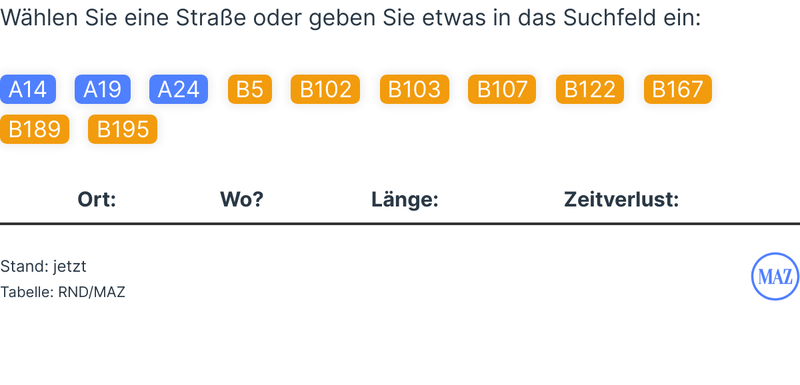 Wählen Sie eine Straße oder geben Sie etwas in das Suchfeld ein:
A14 A19 A24 B5 B102 B103 B107 B122 B167
B189 B195
Ort: Wo? Länge: Zeitverlust:
Stand: jetzt
Tabelle: RND/MAZ
MAZ